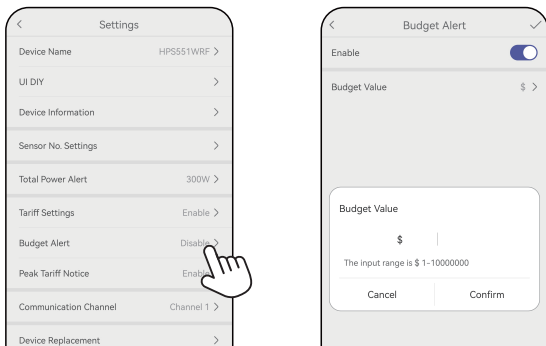 Settings
Device Name HPS551WRF
UI DIY
Device Information
Sensor No. Settings
Total Power Alert 300W
Tariff Settings Enable
Budget Alert Disable
Peak Tariff Notice Enable
Communication Channel Channel 1
Device Replacement
Budget Alert
Enable
Budget Value $
Budget Value
$
The input range is $ 1-10000000
Cancel Confirm